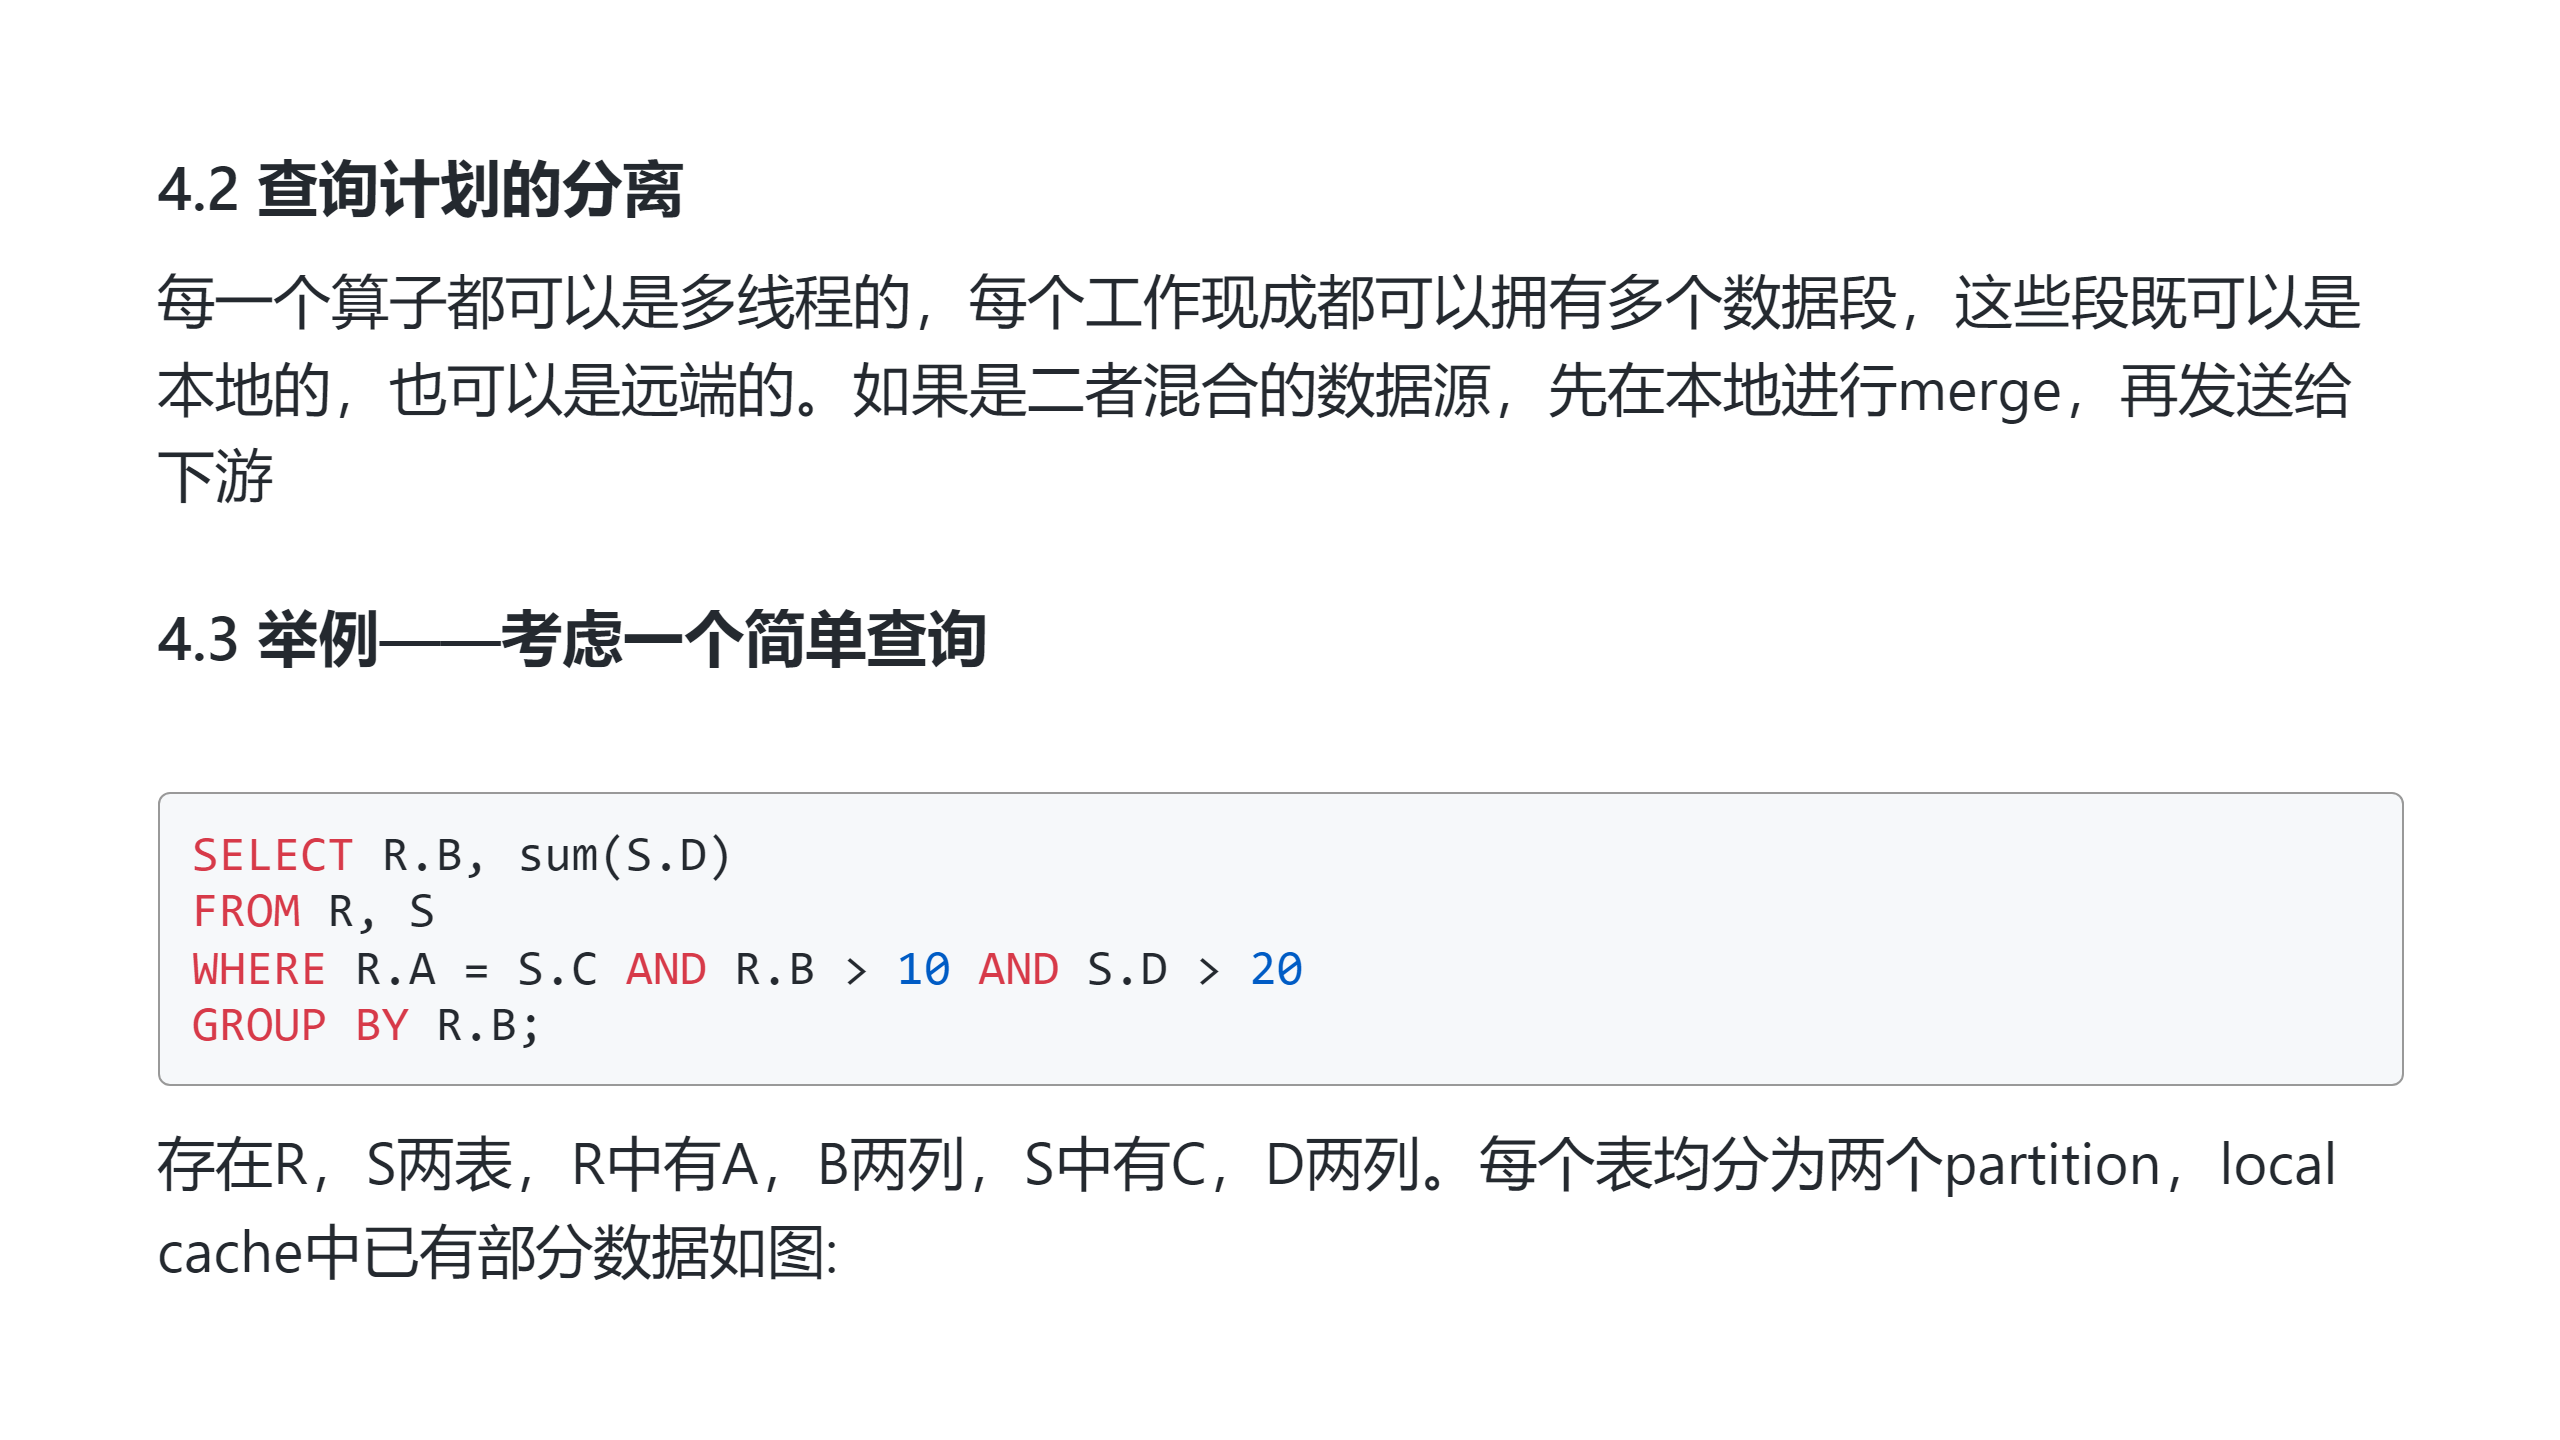 4.2 查询计划的分离
每一个算子都可以是多线程的，每个工作现成都可以拥有多个数据段，这些段既可以是
本地的，也可以是远端的。如果是二者混合的数据源，先在本地进行merge，再发送给
下游
4.3 举例——考虑一个简单查询
SELECT R.B, sum(S.D)
FROM R, S
WHERE R.A = S.C AND R.B > 10 AND S.D > 20
GROUP BY R.B;
存在R，S两表，R中有A，B两列，S中有C，D两列。每个表均分为两个partition，local
cache中已有部分数据如图: